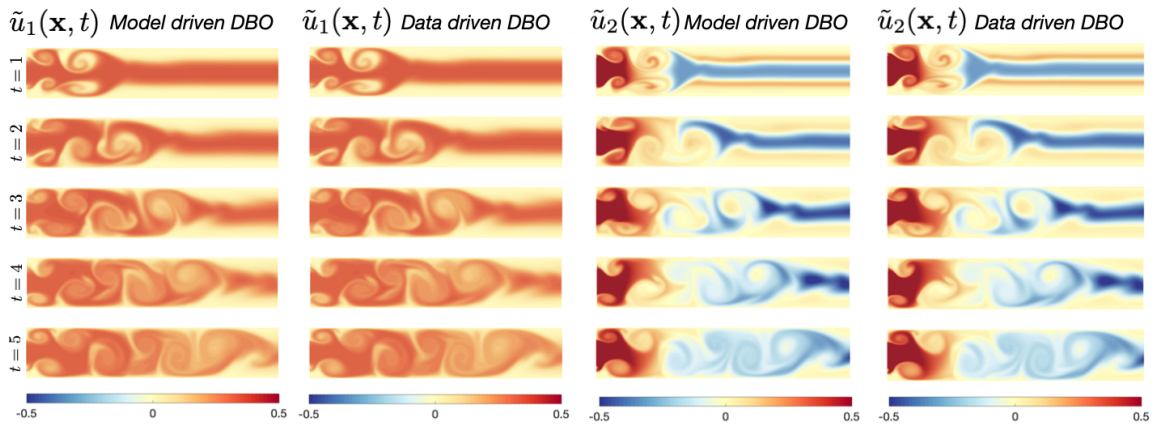 ũ₁(x, t) Model driven DBO
ũ₁(x, t) Data driven DBO
ũ₂(x, t) Model driven DBO
ũ₂(x, t) Data driven DBO
t = 1
t = 2
t = 3
t = 4
t = 5
-0.5 0 0.5
-0.5 0 0.5
-0.5 0 0.5
-0.5 0 0.5